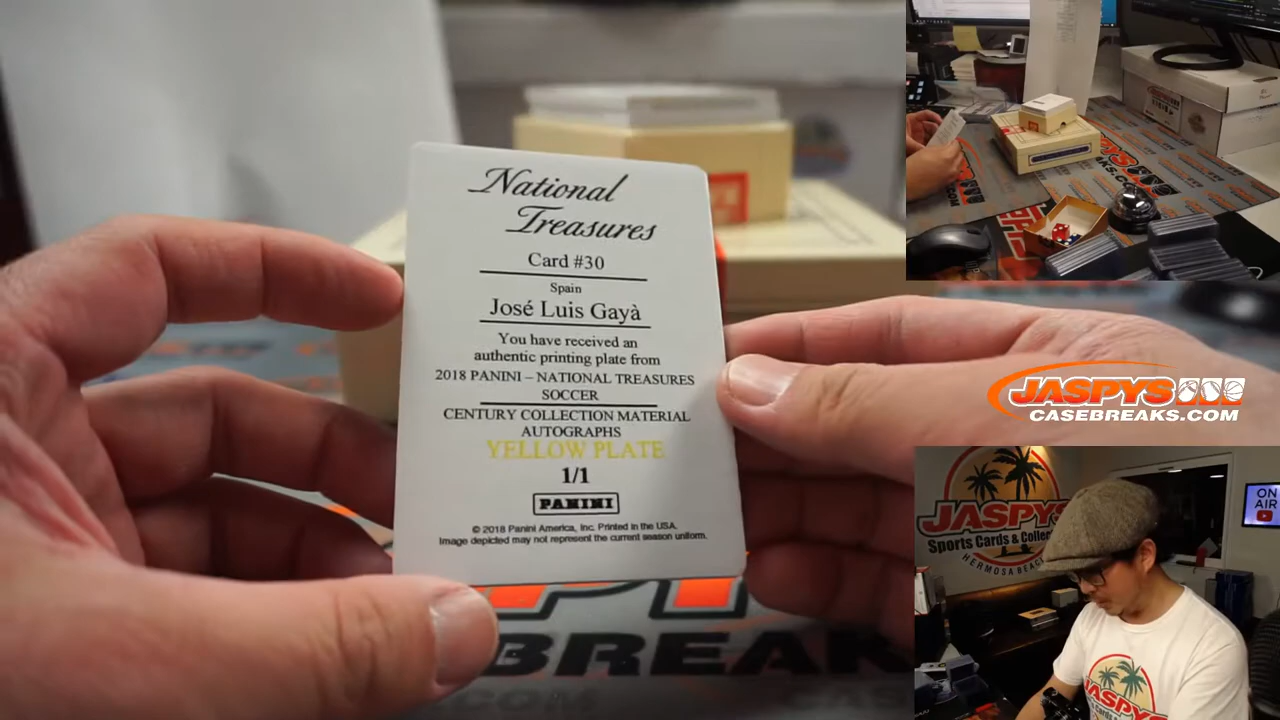 National
Treasures
Card #30
Spain
José Luis Gayà
You have received an
authentic printing plate from
2018 PANINI – NATIONAL TREASURES
SOCCER
CENTURY COLLECTION MATERIAL
AUTOGRAPHS
YELLOW PLATE
1/1
PANINI
© 2018 Panini America, Inc. Printed in the USA.
Image depicted may not represent the current season uniform.
BREAK
.COM
JASPYS
CASEBREAKS.COM
JASPYS
Sports Cards & Collec
HERMOSA BEACH
ON
AIR
JASPYS